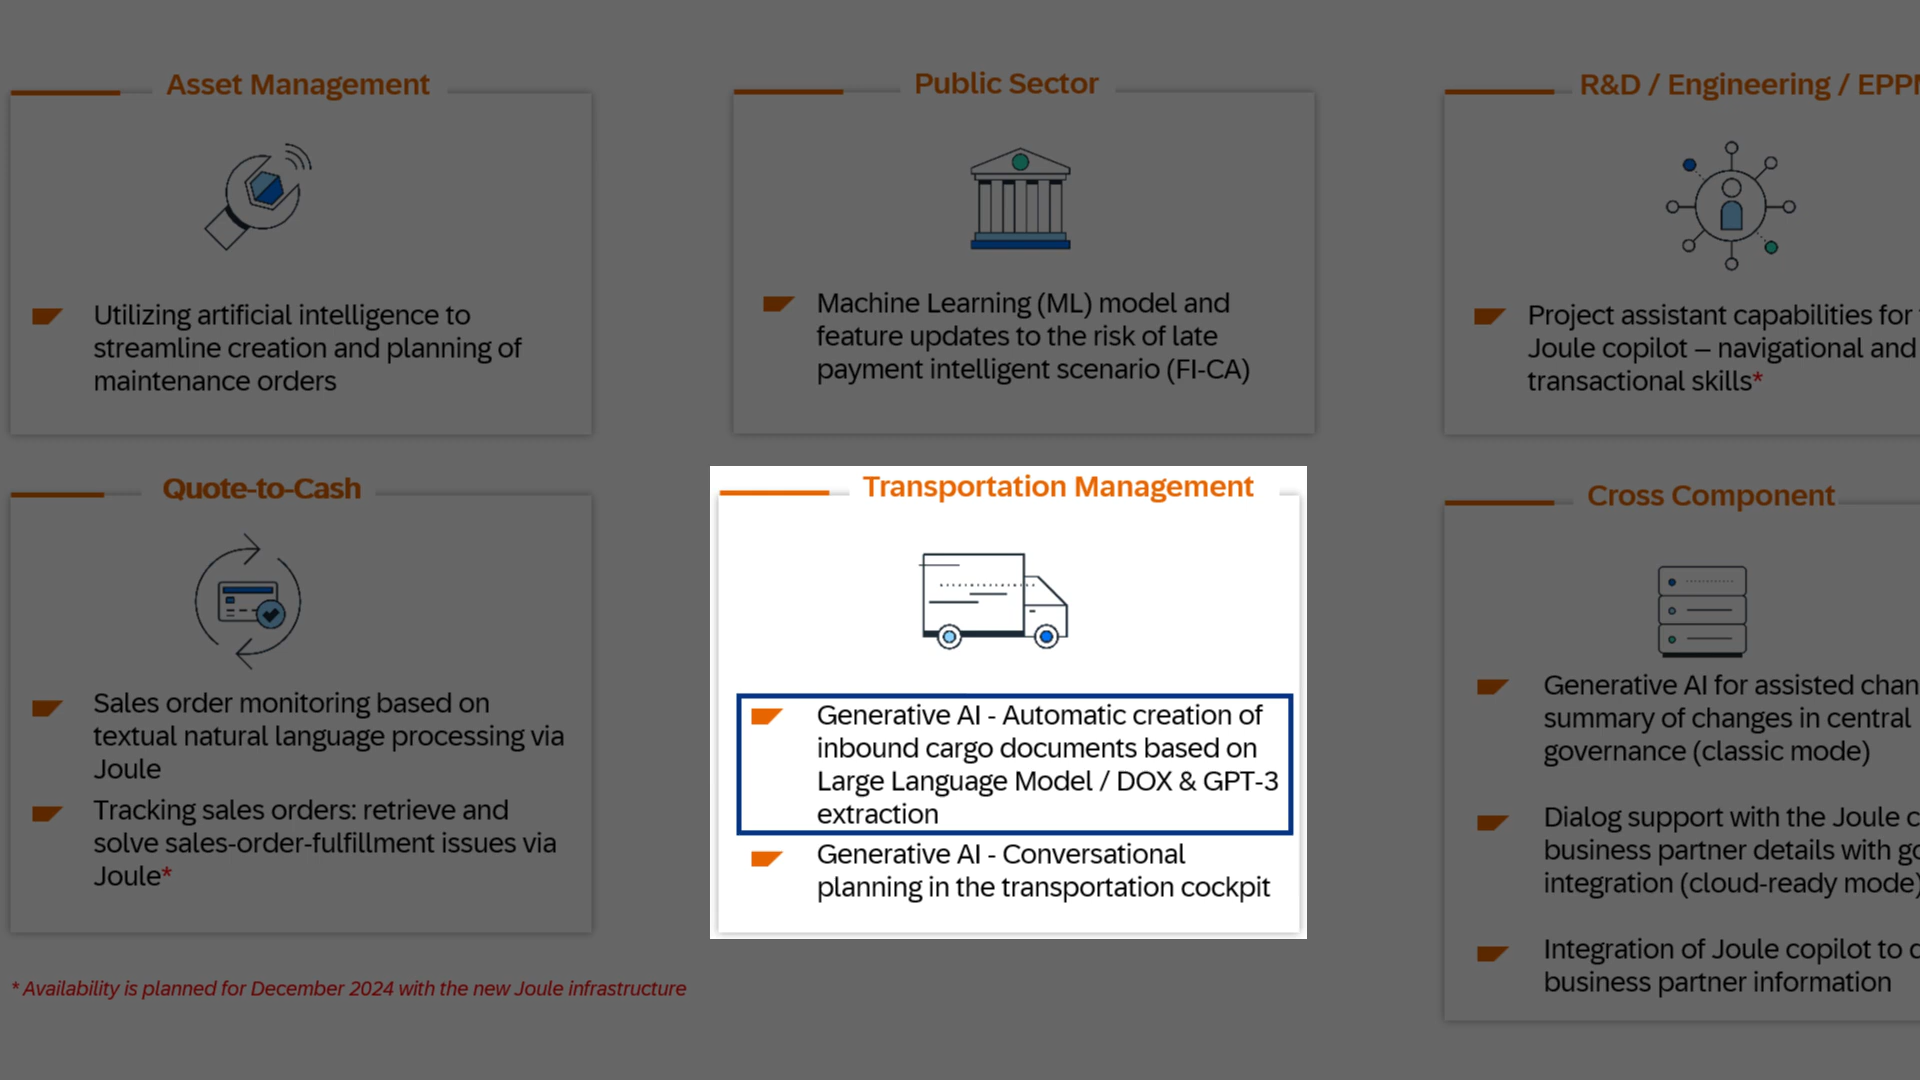 Asset Management
Utilizing artificial intelligence to
streamline creation and planning of
maintenance orders
Public Sector
Machine Learning (ML) model and
feature updates to the risk of late
payment intelligent scenario (FI-CA)
R&D / Engineering / EPPM
Project assistant capabilities for
Joule copilot – navigational and
transactional skills*
Quote-to-Cash
Sales order monitoring based on
textual natural language processing via
Joule
Tracking sales orders: retrieve and
solve sales-order-fulfillment issues via
Joule*
Transportation Management
Generative AI - Automatic creation of
inbound cargo documents based on
Large Language Model / DOX & GPT-3
extraction
Generative AI - Conversational
planning in the transportation cockpit
Cross Component
Generative AI for assisted
summary of changes in central
governance (classic mode)
Dialog support with the Joule
business partner details with
integration (cloud-ready mode)
Integration of Joule copilot to
business partner information
* Availability is planned for December 2024 with the new Joule infrastructure